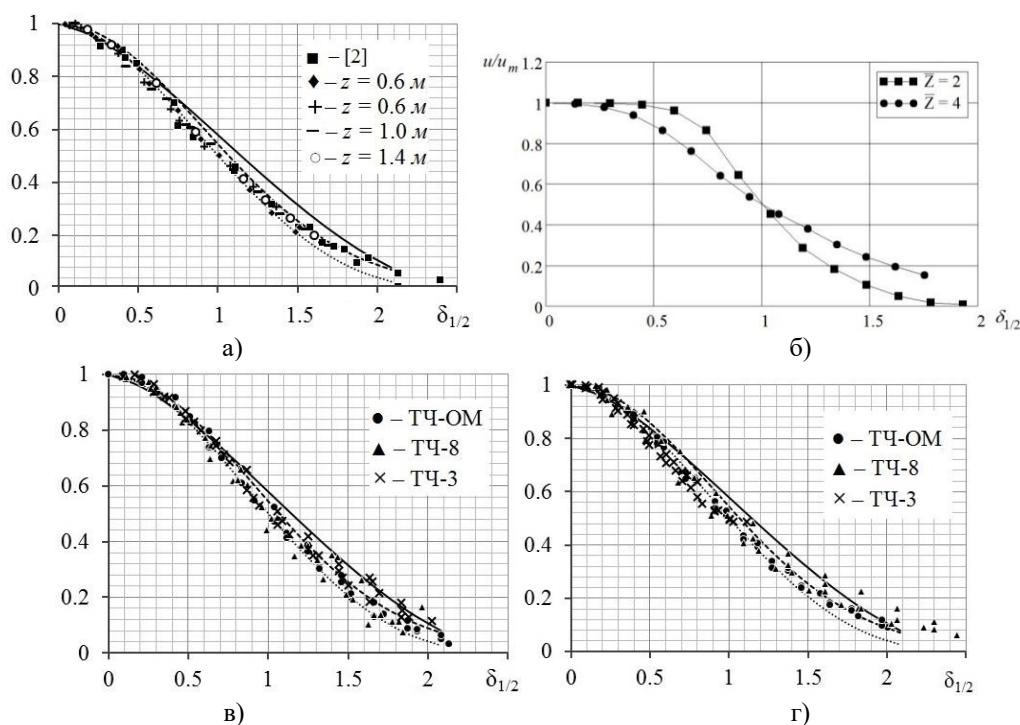 1
0.8
0.6
0.4
0.2
0
0 0.5 1 1.5 2 2.5
δ1/2
– [2]
– z = 0.6 м
– z = 0.6 м
– z = 1.0 м
– z = 1.4 м
а)
u/um
1.2
1
0.8
0.6
0.4
0.2
0
0 0.5 1 1.5 2
δ1/2
Z̅ = 2
Z̅ = 4
б)
1
0.8
0.6
0.4
0.2
0
0 0.5 1 1.5 2
δ1/2
– ТЧ-ОМ
– ТЧ-8
– ТЧ-3
в)
1
0.8
0.6
0.4
0.2
0
0 0.5 1 1.5 2
δ1/2
– ТЧ-ОМ
– ТЧ-8
– ТЧ-3
г)